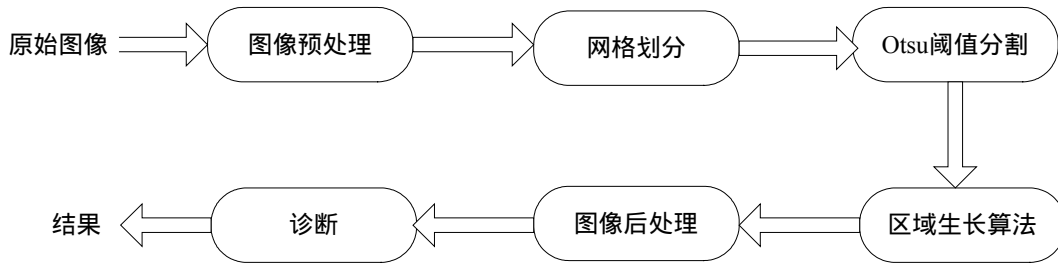 原始图像
图像预处理
网格划分
Otsu阈值分割
区域生长算法
图像后处理
诊断
结果